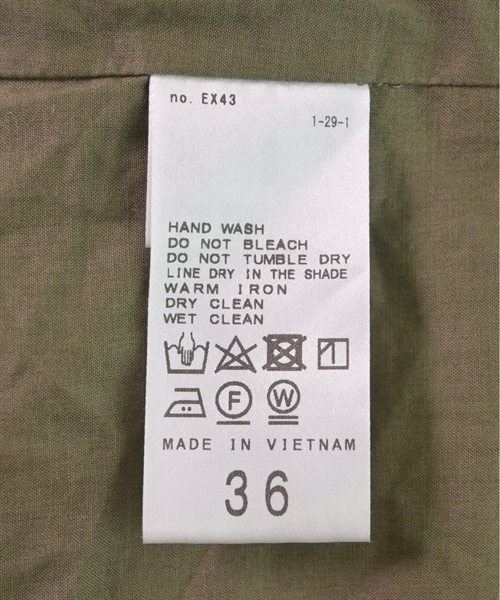 no. EX43
1-29-1
HAND WASH
DO NOT BLEACH
DO NOT TUMBLE DRY
LINE DRY IN THE SHADE
WARM IRON
DRY CLEAN
WET CLEAN
F W
MADE IN VIETNAM
36